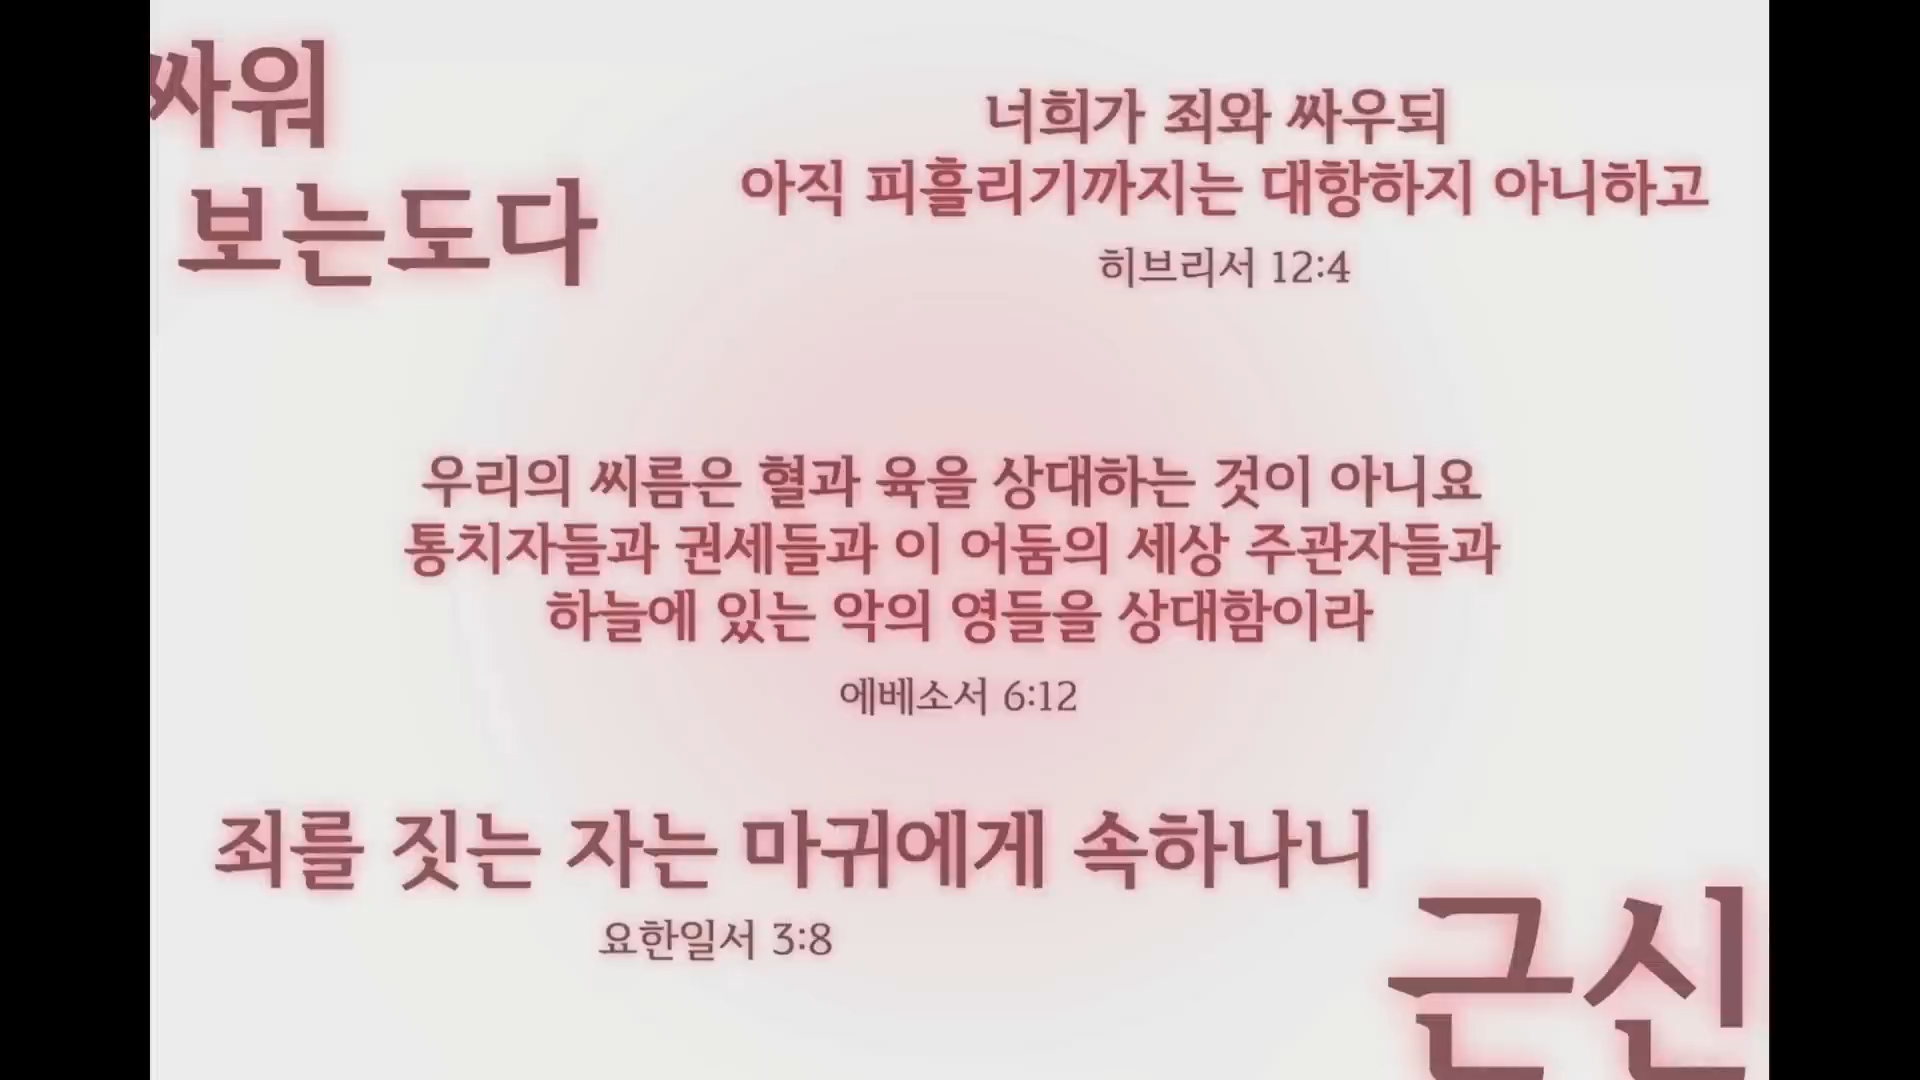 싸워
보는도다
너희가 죄와 싸우되
아직 피흘리기까지는 대항하지 아니하고
히브리서 12:4
우리의 씨름은 혈과 육을 상대하는 것이 아니요
통치자들과 권세들과 이 어둠의 세상 주관자들과
하늘에 있는 악의 영들을 상대함이라
에베소서 6:12
죄를 짓는 자는 마귀에게 속하나니
요한일서 3:8
근신